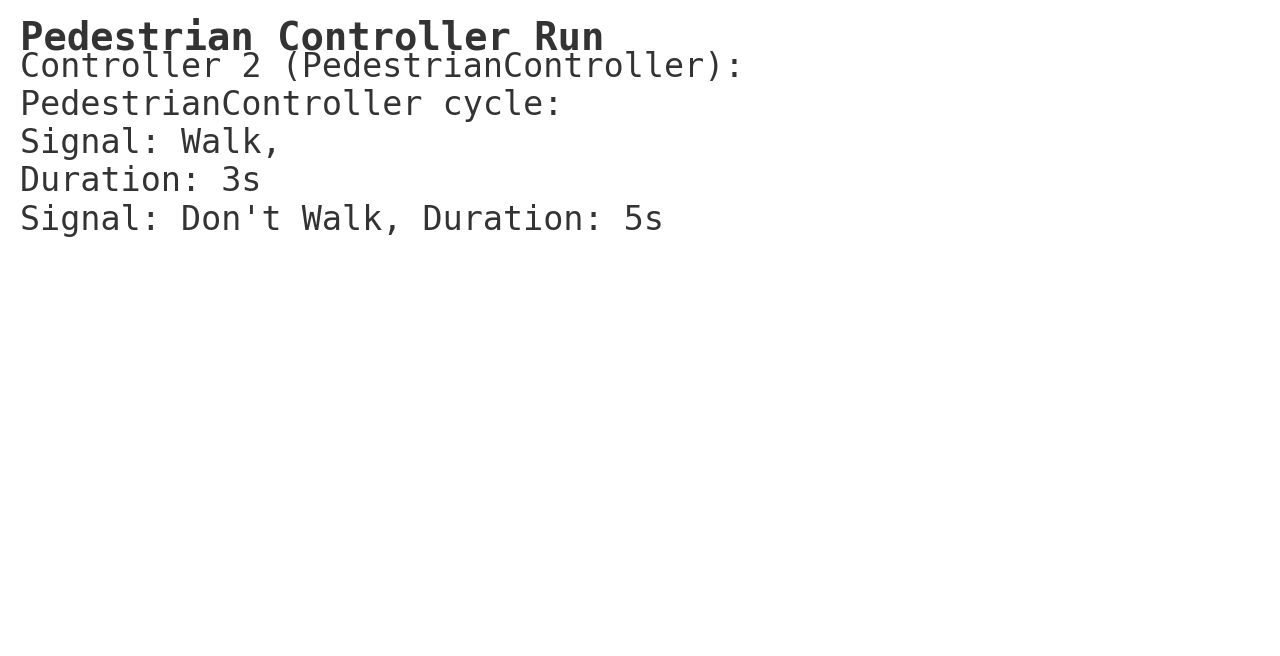 Pedestrian Controller Run
Controller 2 (PedestrianController):
PedestrianController cycle:
Signal: Walk,
Duration: 3s
Signal: Don't Walk, Duration: 5s